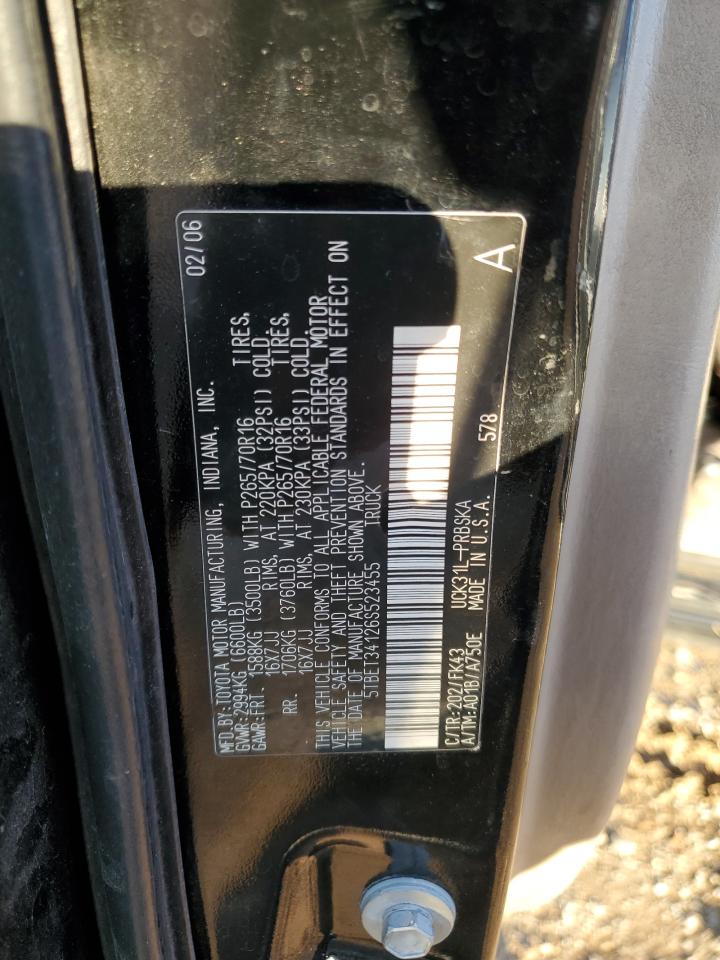 02/06
MFD.BY:TOYOTA MOTOR MANUFACTURING, INDIANA, INC.
GVWR:2994KG (6600LB)
GAWR:FRT. 1588KG (3500LB) WITH P265/70R16 TIRES,
16X7JJ RIMS, AT 220KPA (32PSI) COLD.
RR. 1706KG (3760LB) WITH P265/70R16 TIRES,
16X7JJ RIMS, AT 230KPA (33PSI) COLD.
THIS VEHICLE CONFORMS TO ALL APPLICABLE FEDERAL MOTOR
VEHICLE SAFETY AND THEFT PREVENTION STANDARDS IN EFFECT ON
THE DATE OF MANUFACTURE SHOWN ABOVE.
5TBET34126S523455 TRUCK
C/TR:202/FK43 UCK31L-PRBSKA
A/TM:A01B/A750E MADE IN U.S.A. 578
A